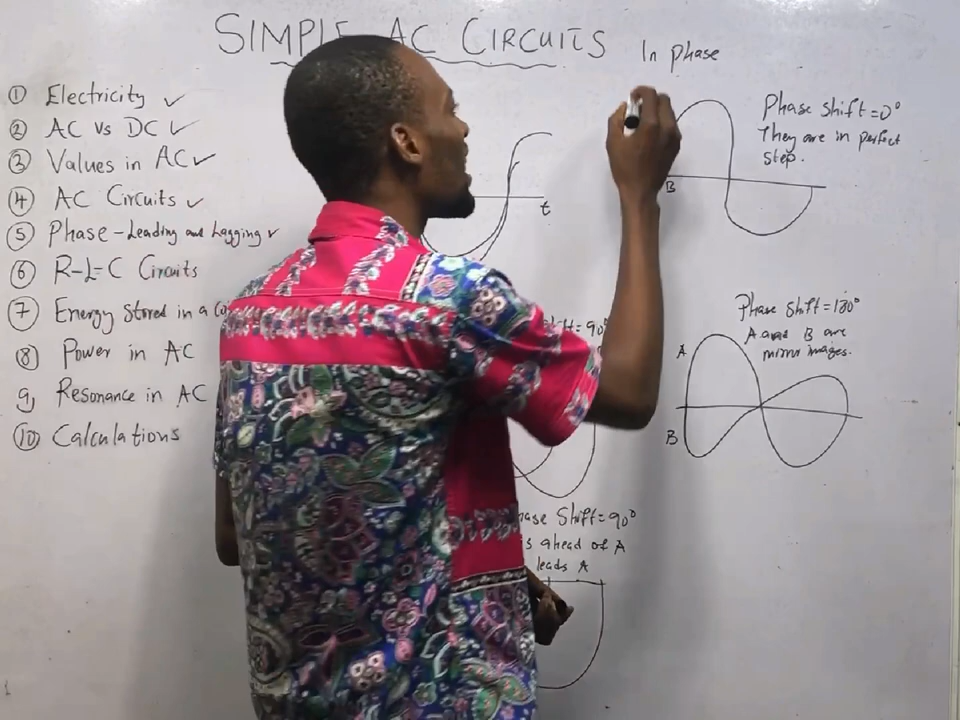 SIMPLE AC CIRCUITS
In phase
① Electricity ✓
② AC Vs DC ✓
③ Values in AC ✓
④ AC Circuits ✓
⑤ Phase - Leading and Lagging ✓
⑥ R-L-C Circuits
⑦ Energy Stored in a
⑧ Power in AC
9, Resonance in AC
⑩ Calculations
t
Phase Shift = 0°
They are in perfect
step.
B
= 90°
Phase Shift = 180°
A and B are
mirror images.
A
B
Shift = 90°
ahead of A
leads A